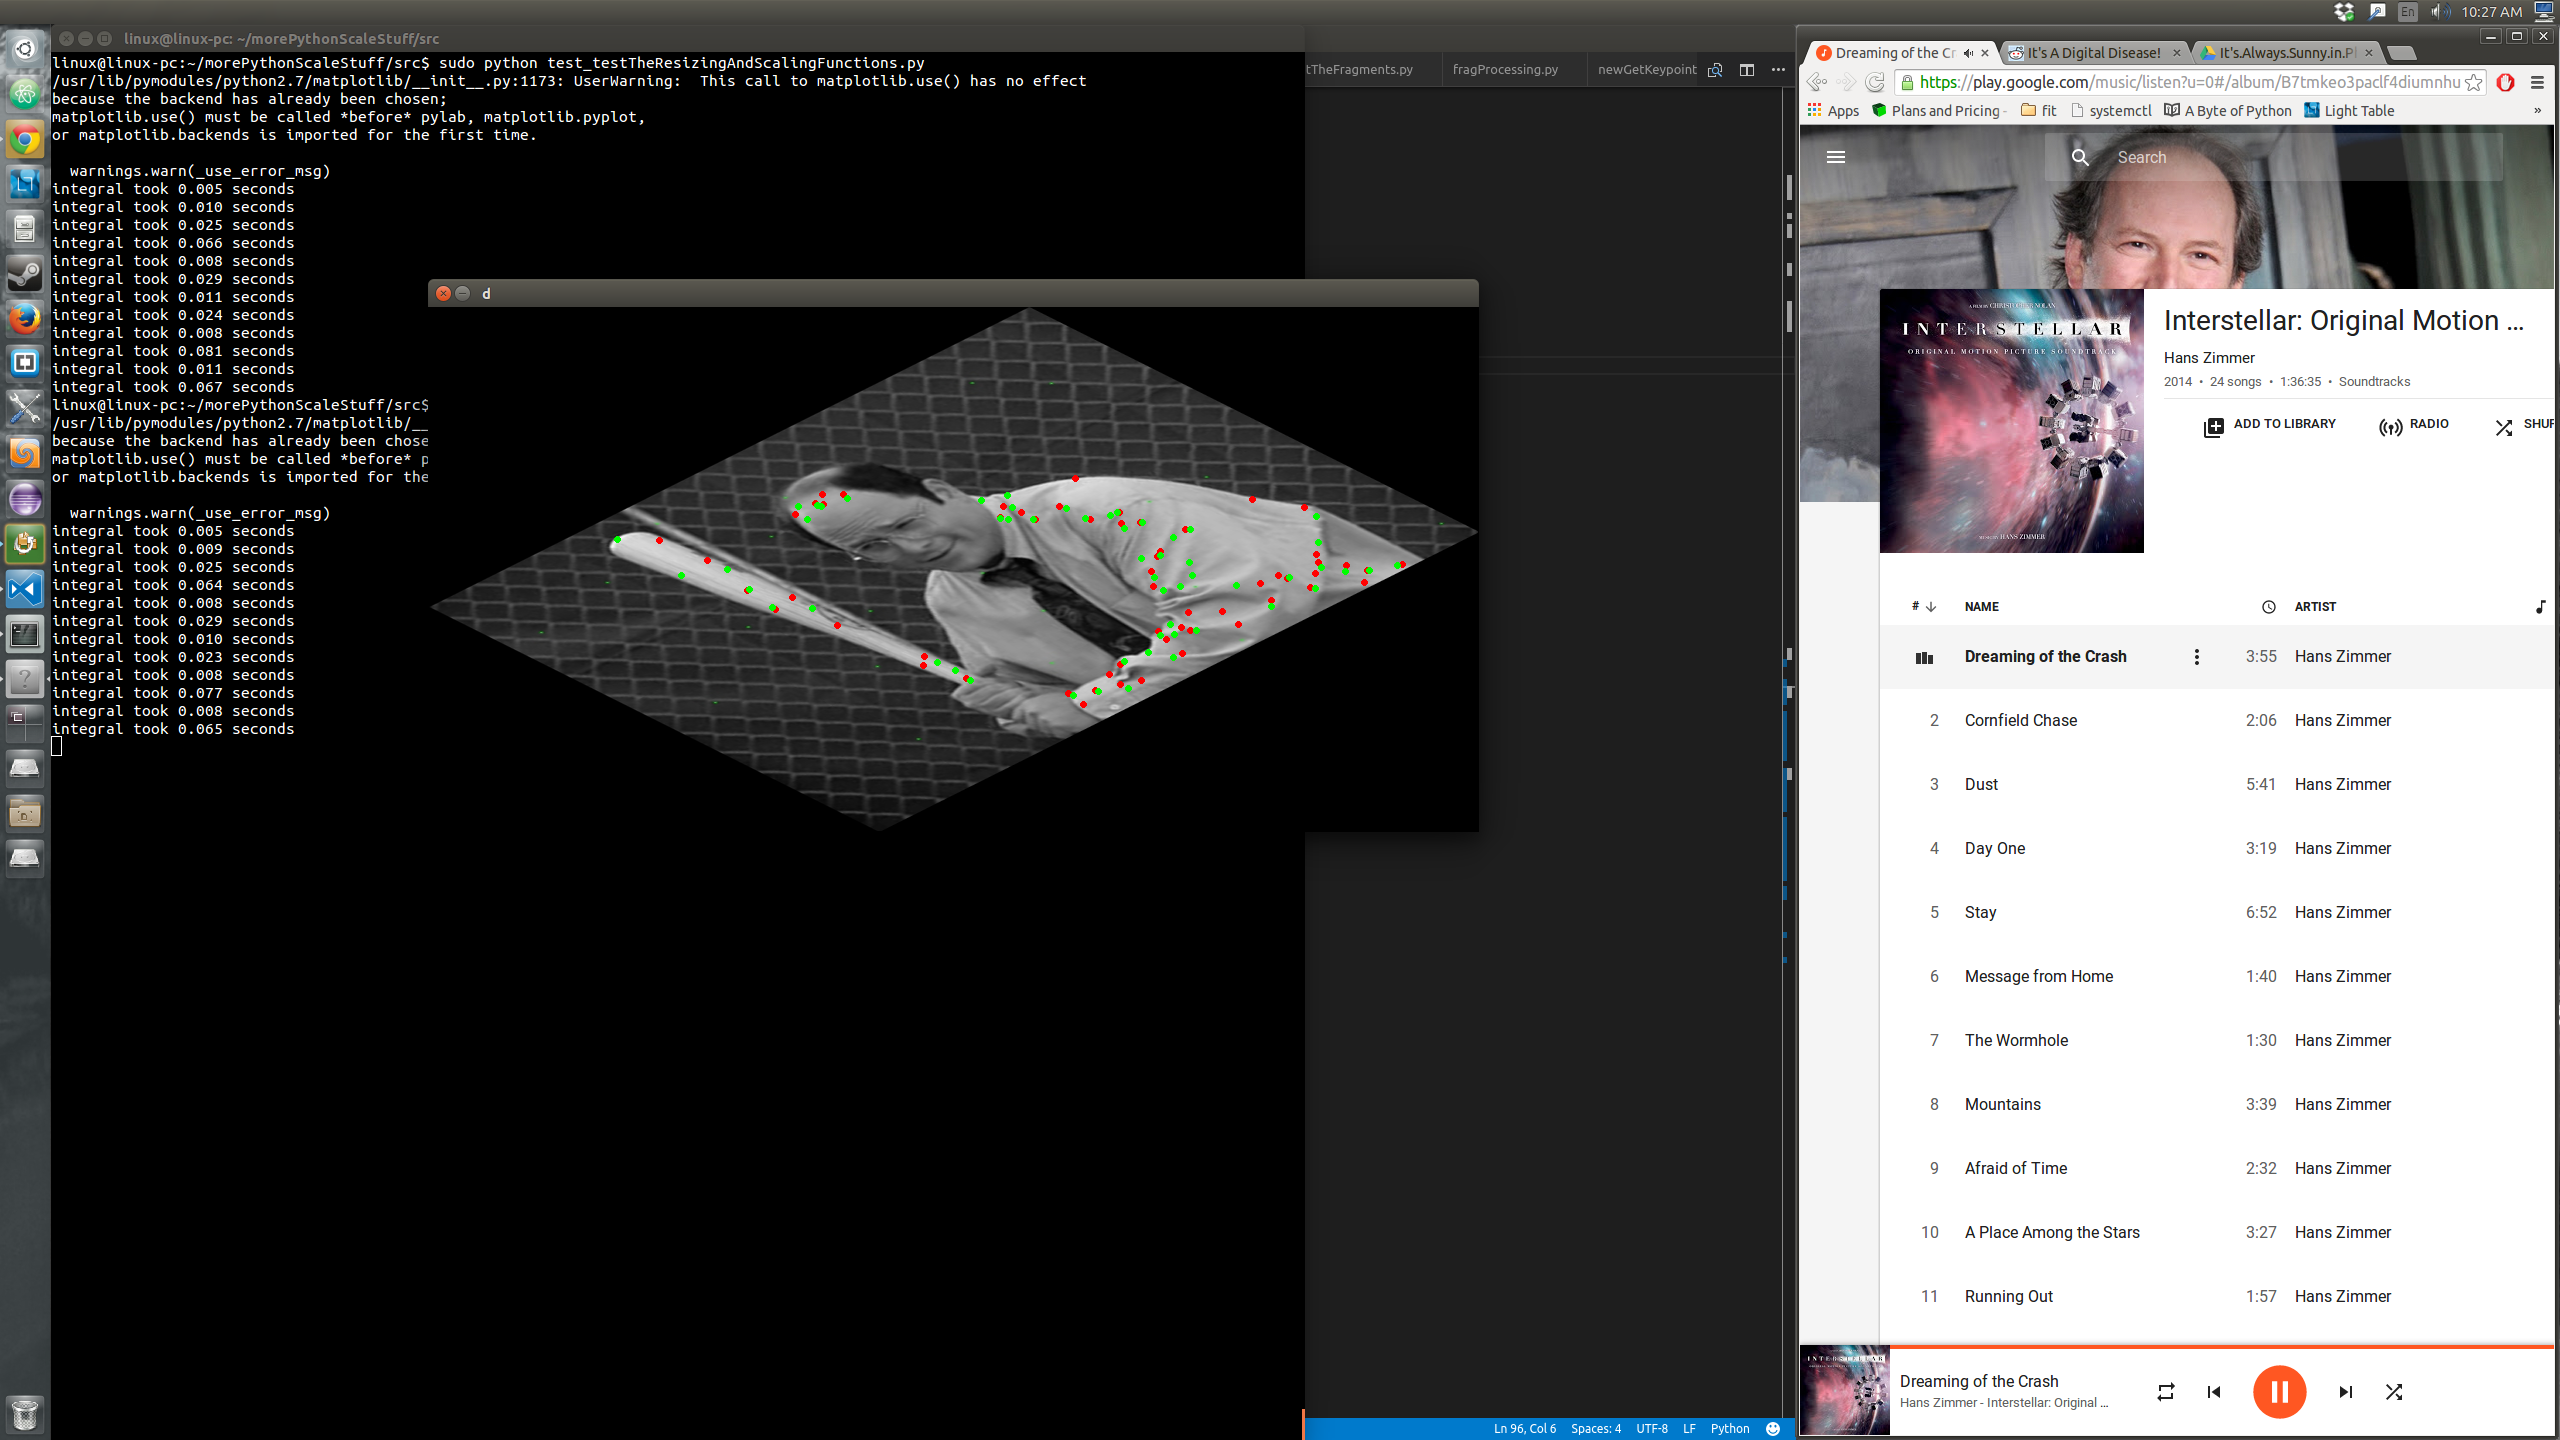 10:27 AM
En
linux@linux-pc: ~/morePythonScaleStuff/src
linux@linux-pc:~/morePythonScaleStuff/src$ sudo python test_testTheResizingAndScalingFunctions.py
/usr/lib/pymodules/python2.7/matplotlib/__init__.py:1173: UserWarning:  This call to matplotlib.use() has no effect
because the backend has already been chosen;
matplotlib.use() must be called *before* pylab, matplotlib.pyplot,
or matplotlib.backends is imported for the first time.
warnings.warn(_use_error_msg)
integral took 0.005 seconds
integral took 0.010 seconds
integral took 0.025 seconds
integral took 0.066 seconds
integral took 0.008 seconds
integral took 0.029 seconds
integral took 0.011 seconds
integral took 0.024 seconds
integral took 0.008 seconds
integral took 0.081 seconds
integral took 0.011 seconds
integral took 0.067 seconds
linux@linux-pc:~/morePythonScaleStuff/src$
/usr/lib/pymodules/python2.7/matplotlib/__
because the backend has already been chose
matplotlib.use() must be called *before* p
or matplotlib.backends is imported for the
warnings.warn(_use_error_msg)
integral took 0.005 seconds
integral took 0.009 seconds
integral took 0.025 seconds
integral took 0.064 seconds
integral took 0.008 seconds
integral took 0.029 seconds
integral took 0.010 seconds
integral took 0.023 seconds
integral took 0.008 seconds
integral took 0.077 seconds
integral took 0.008 seconds
integral took 0.065 seconds
d
tTheFragments.py
fragProcessing.py
newGetKeypoint
Ln 96, Col 6 Spaces: 4 UTF-8 LF Python
Dreaming of the Cr
It's A Digital Disease!
It's.Always.Sunny.in.P
https://play.google.com/music/listen?u=0#/album/B7tmkeo3paclf4diumnhu
Apps Plans and Pricing - fit systemctl A Byte of Python Light Table »
Search
A FILM BY CHRISTOPHER NOLAN
INTERSTELLAR
ORIGINAL MOTION PICTURE SOUNDTRACK
MUSIC BY HANS ZIMMER
Interstellar: Original Motion ...
Hans Zimmer
2014 • 24 songs • 1:36:35 • Soundtracks
ADD TO LIBRARY RADIO SHUF
# NAME ARTIST
Dreaming of the Crash 3:55 Hans Zimmer
2 Cornfield Chase 2:06 Hans Zimmer
3 Dust 5:41 Hans Zimmer
4 Day One 3:19 Hans Zimmer
5 Stay 6:52 Hans Zimmer
6 Message from Home 1:40 Hans Zimmer
7 The Wormhole 1:30 Hans Zimmer
8 Mountains 3:39 Hans Zimmer
9 Afraid of Time 2:32 Hans Zimmer
10 A Place Among the Stars 3:27 Hans Zimmer
11 Running Out 1:57 Hans Zimmer
INTERSTELLAR
Dreaming of the Crash
Hans Zimmer - Interstellar: Original ...